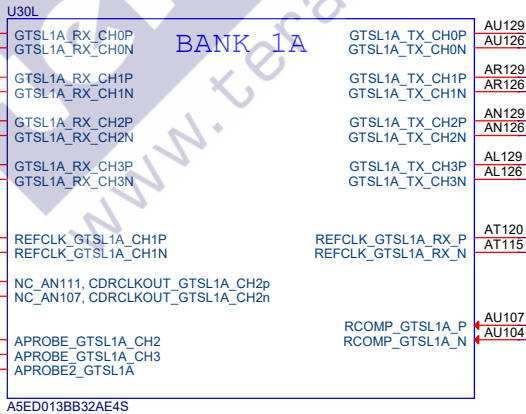 U30L
BANK 1A
GTSL1A_RX_CH0P GTSL1A_TX_CH0P AU129
GTSL1A_RX_CH0N GTSL1A_TX_CH0N AU126
GTSL1A_RX_CH1P GTSL1A_TX_CH1P AR129
GTSL1A_RX_CH1N GTSL1A_TX_CH1N AR126
GTSL1A_RX_CH2P GTSL1A_TX_CH2P AN129
GTSL1A_RX_CH2N GTSL1A_TX_CH2N AN126
GTSL1A_RX_CH3P GTSL1A_TX_CH3P AL129
GTSL1A_RX_CH3N GTSL1A_TX_CH3N AL126
REFCLK_GTSL1A_CH1P REFCLK_GTSL1A_RX_P AT120
REFCLK_GTSL1A_CH1N REFCLK_GTSL1A_RX_N AT115
NC_AN111, CDRCLKOUT_GTSL1A_CH2p
NC_AN107, CDRCLKOUT_GTSL1A_CH2n
RCOMP_GTSL1A_P AU107
APROBE_GTSL1A_CH2 RCOMP_GTSL1A_N AU104
APROBE_GTSL1A_CH3
APROBE2_GTSL1A
A5ED013BB32AE4S
www.tera